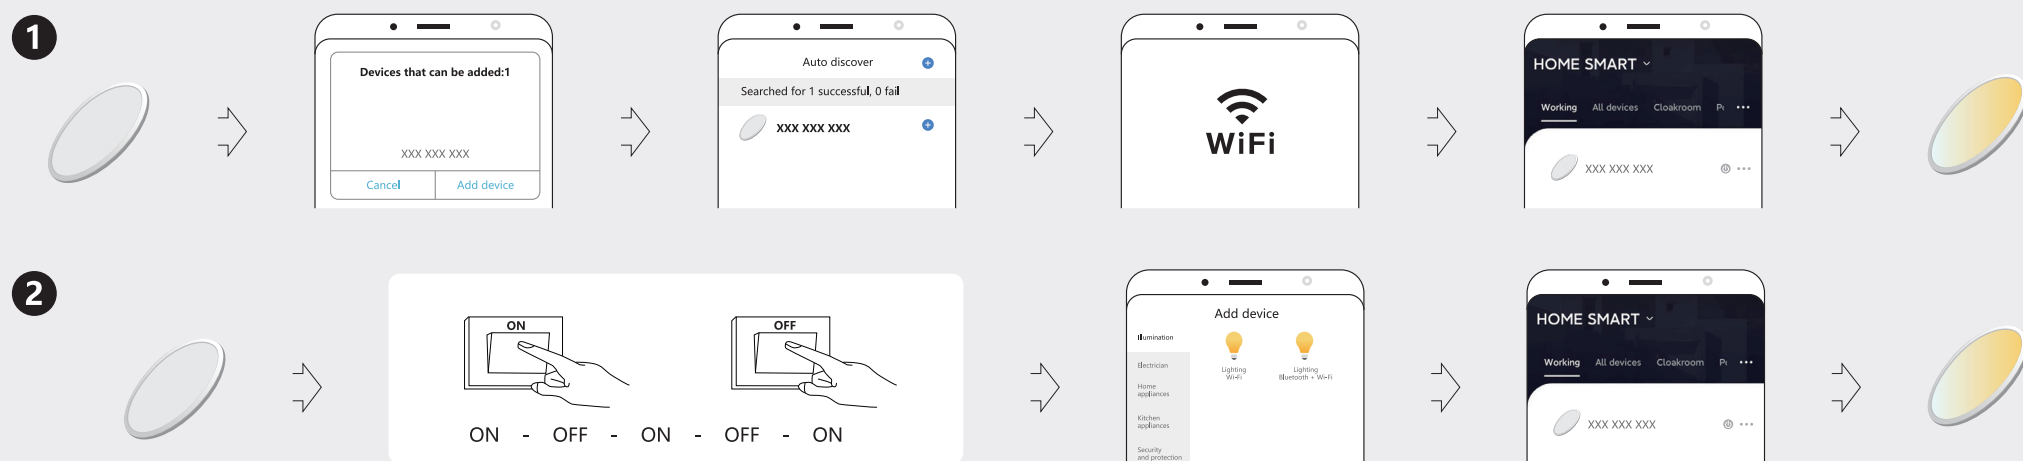 1
Devices that can be added:1
XXX XXX XXX
Cancel Add device
Auto discover
Searched for 1 successful, 0 fail
XXX XXX XXX
WiFi
HOME SMART
Working All devices Cloakroom
XXX XXX XXX
2
ON OFF
ON - OFF - ON - OFF - ON
Add device
Illumination
Electrician
Home
appliances
Kitchen
appliances
Security
and protection
Lighting
Wi-Fi
Lighting
Bluetooth + Wi-Fi
HOME SMART
Working All devices Cloakroom
XXX XXX XXX